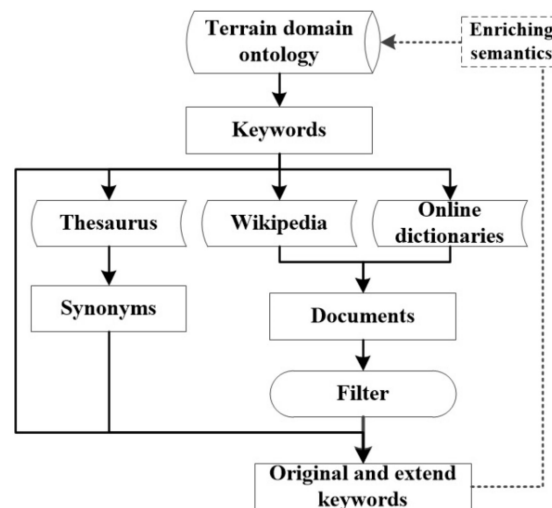 Terrain domain
ontology
Enriching
semantics
Keywords
Thesaurus
Wikipedia
Online
dictionaries
Synonyms
Documents
Filter
Original and extend
keywords